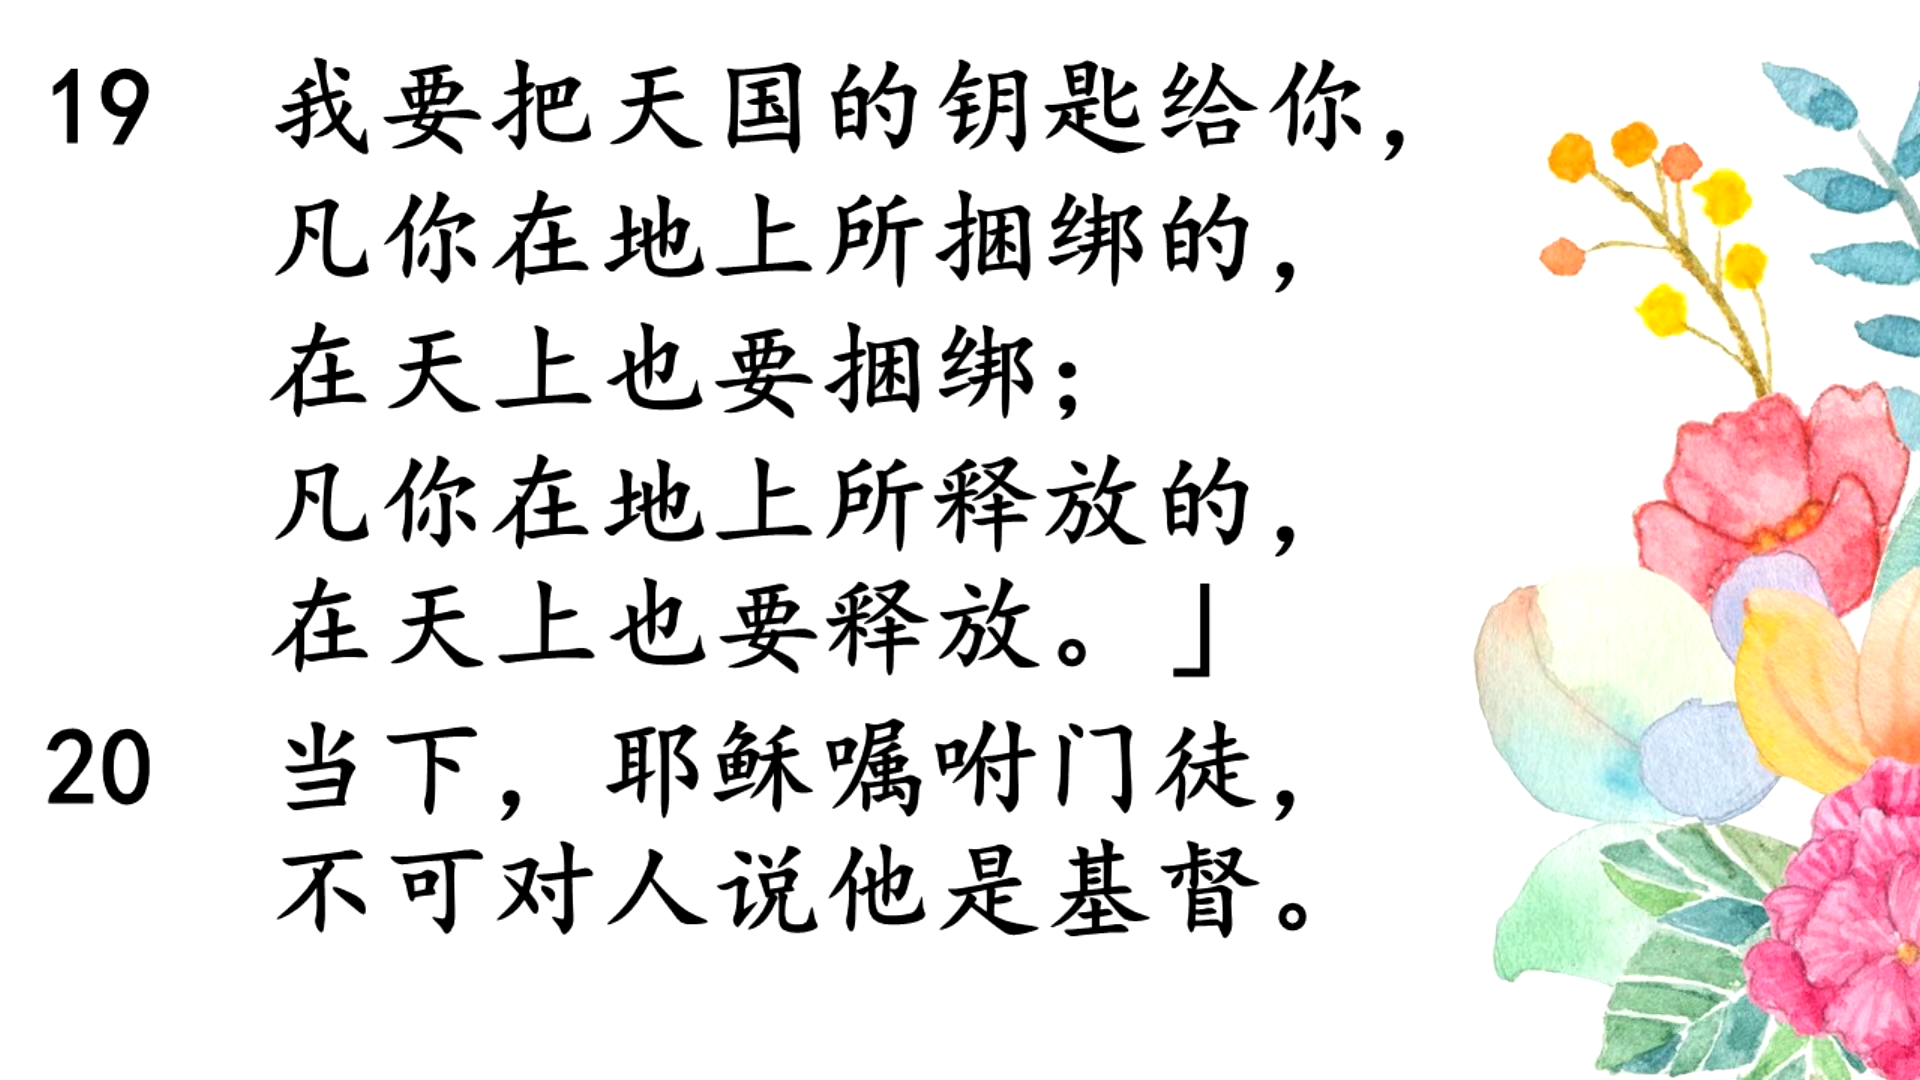 19 我要把天国的钥匙给你，
凡你在地上所捆绑的，
在天上也要捆绑；
凡你在地上所释放的，
在天上也要释放。」
20 当下，耶稣嘱咐门徒，
不可对人说他是基督。